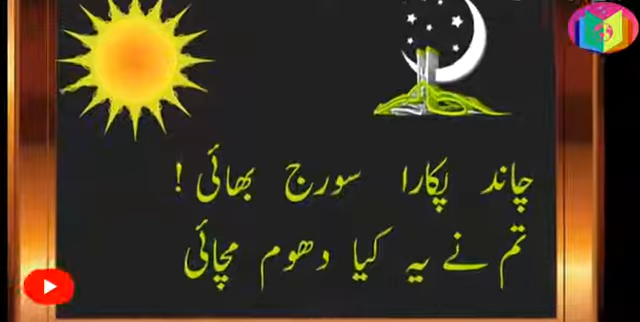 چاند پکارا سورج بھائی !
تم نے یہ کیا دھوم مچائی